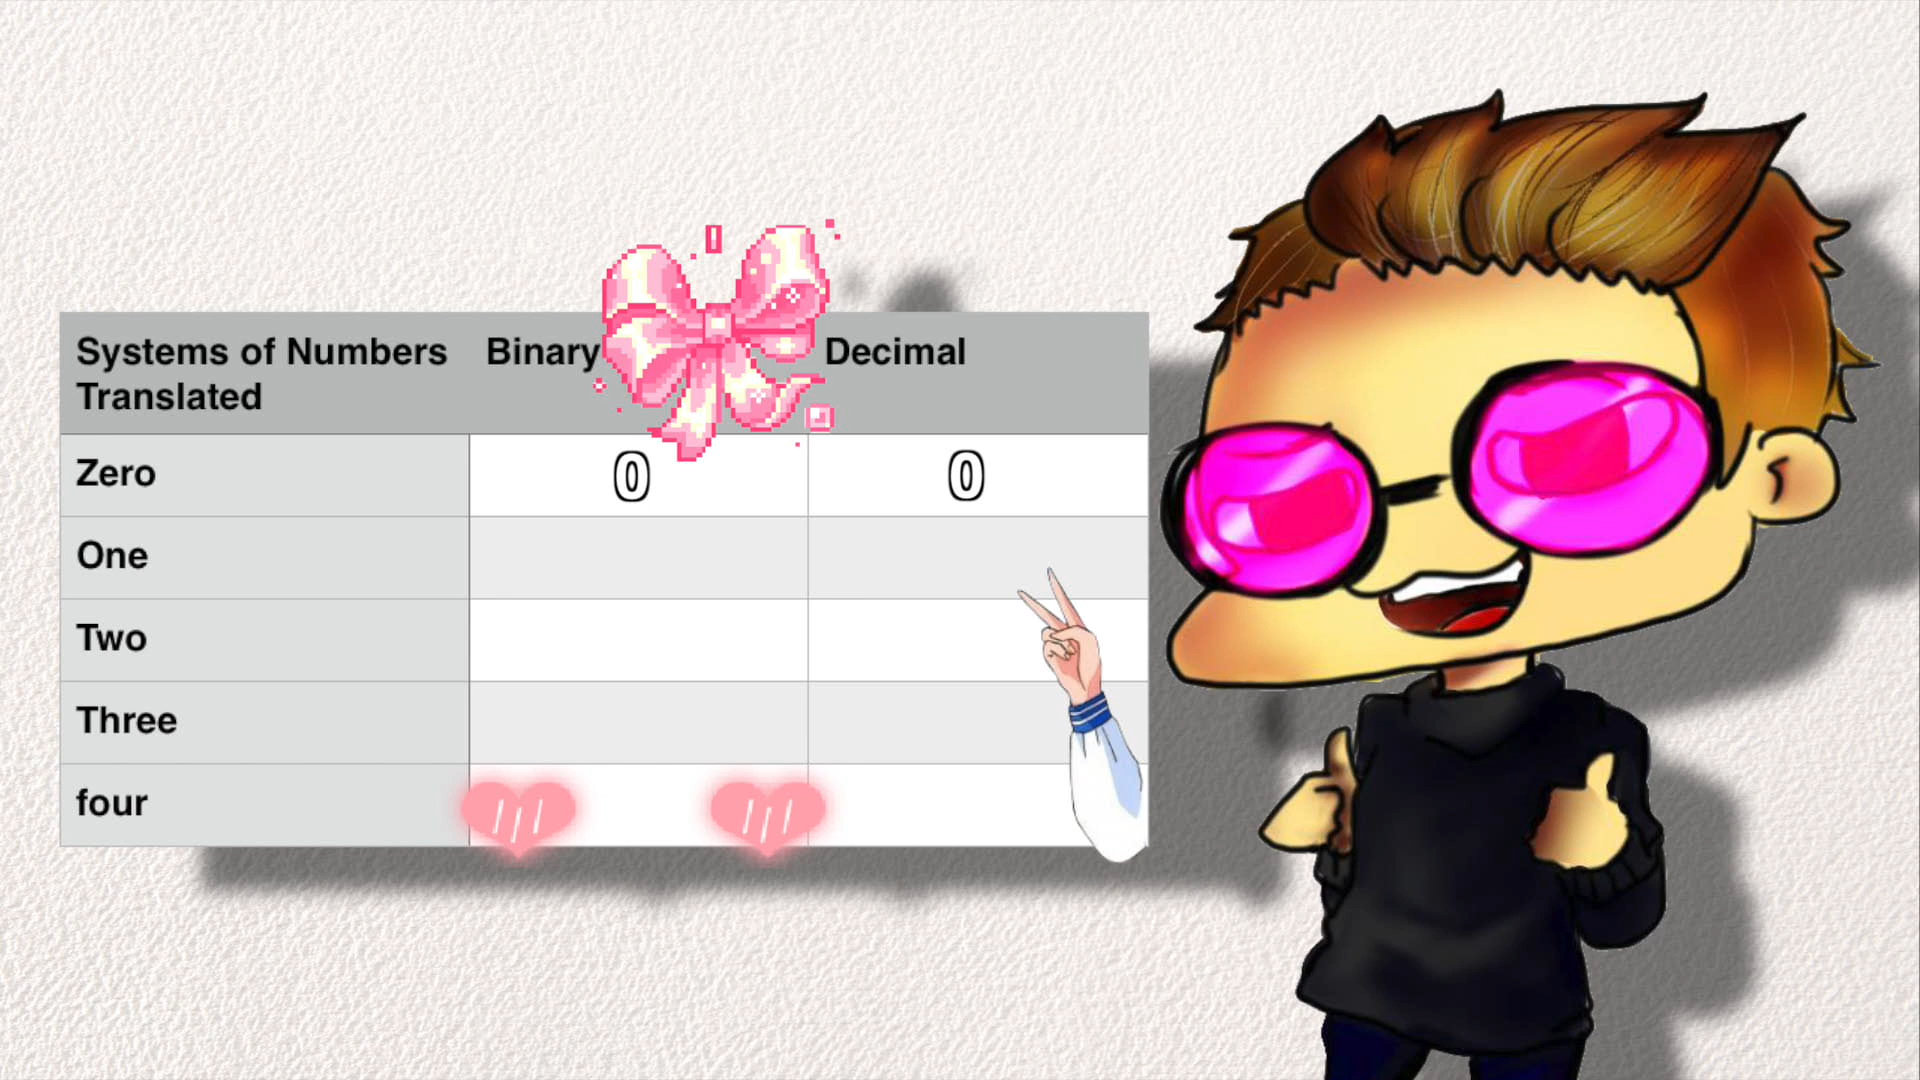 Systems of Numbers Translated Binary Decimal
Zero 0 0
One
Two
Three
four